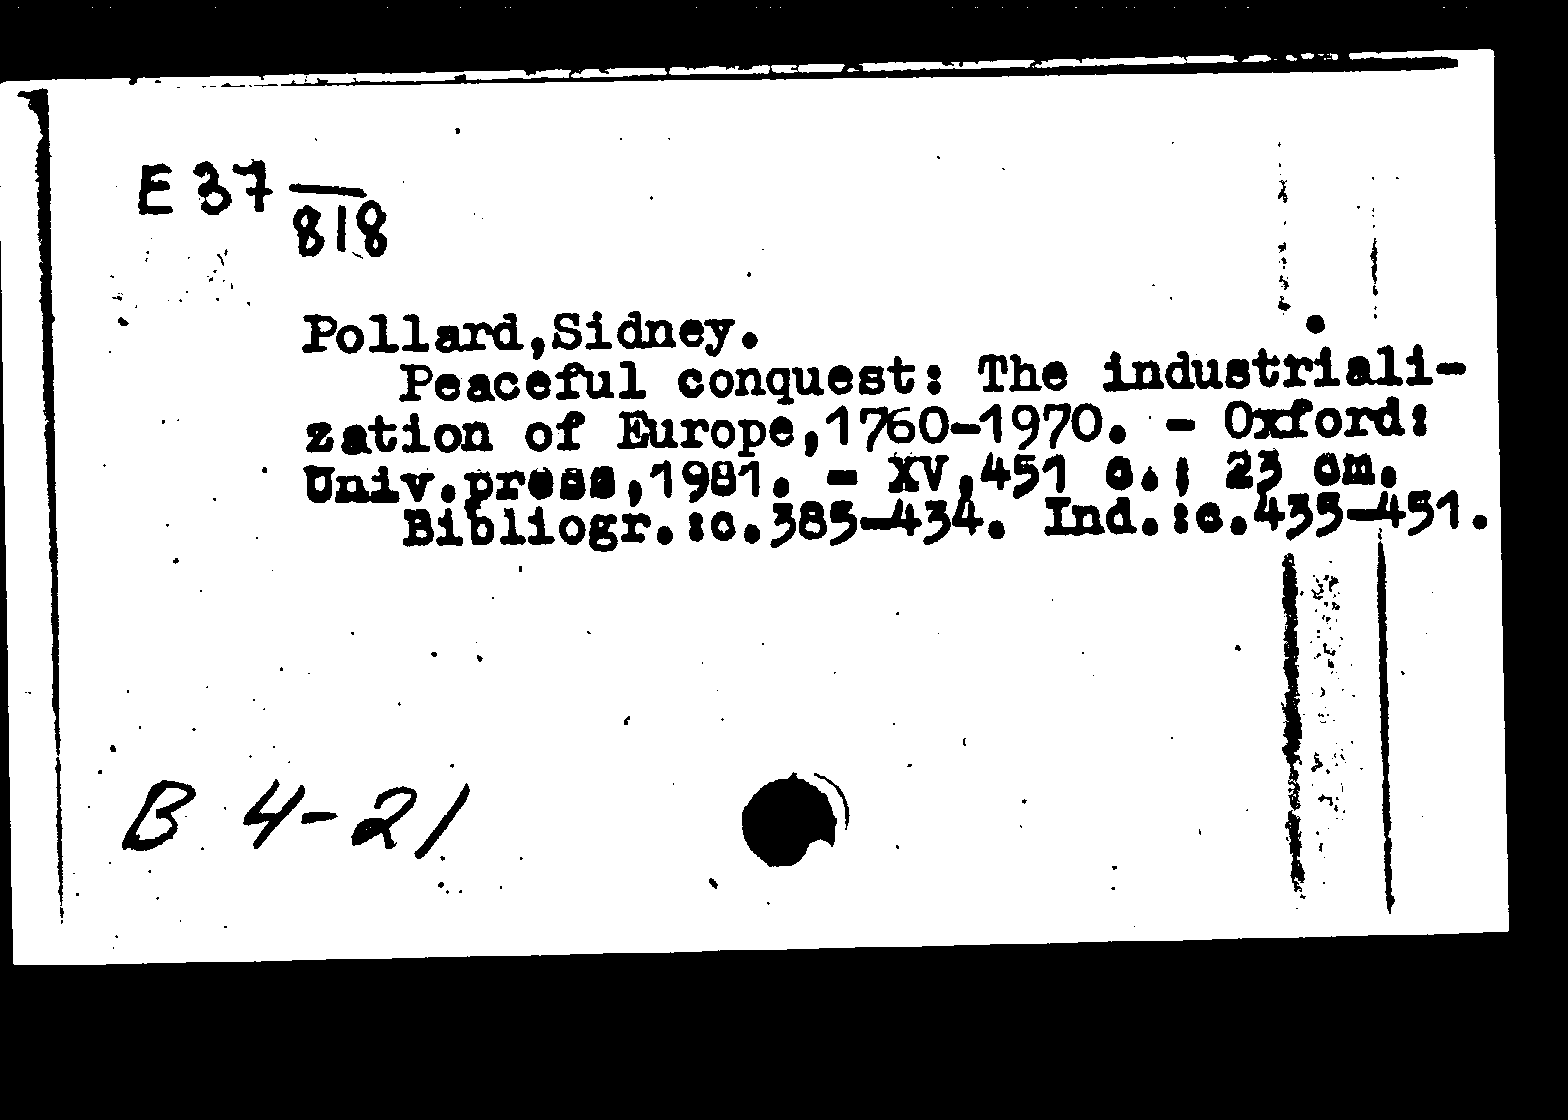 E 37 —
818
Pollard,Sidney.
Peaceful conquest: The industriali-
zation of Europe,1760-1970. - Oxford:
Univ.press,1981. - XV,451 c.; 23 cm.
Bibliogr.:c.385-434. Ind.:c.435-451.
B 4-21